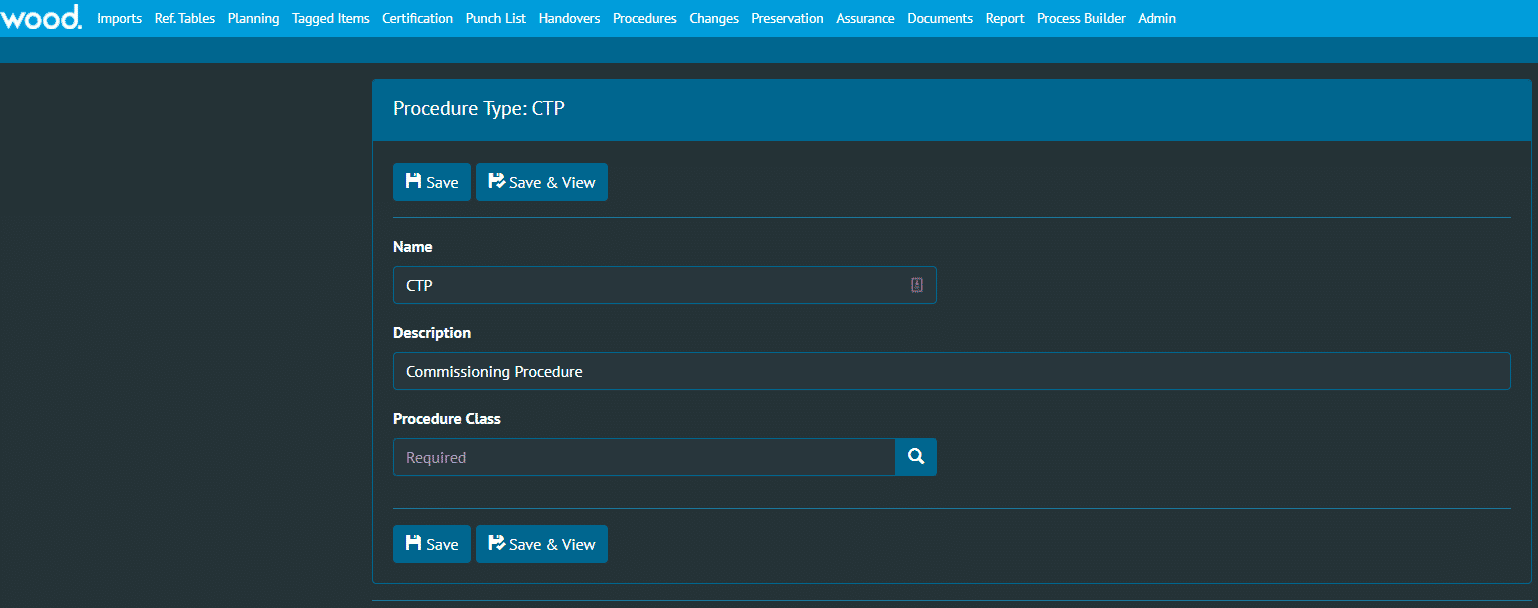 wood. Imports Ref. Tables Planning Tagged Items Certification Punch List Handovers Procedures Changes Preservation Assurance Documents Report Process Builder Admin
Procedure Type: CTP
Save Save & View
Name
CTP
Description
Commissioning Procedure
Procedure Class
Required
Save Save & View